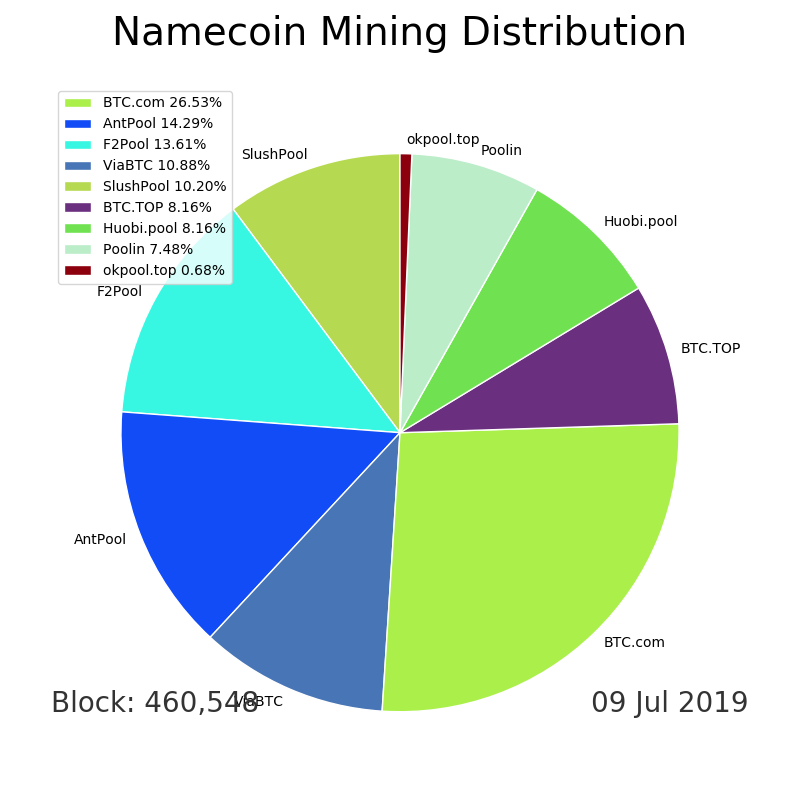 Namecoin Mining Distribution
BTC.com 26.53%
AntPool 14.29%
F2Pool 13.61%
ViaBTC 10.88%
SlushPool 10.20%
BTC.TOP 8.16%
Huobi.pool 8.16%
Poolin 7.48%
okpool.top 0.68%
okpool.top
Poolin
SlushPool
Huobi.pool
F2Pool
BTC.TOP
AntPool
BTC.com
ViaBTC
Block: 460,548
09 Jul 2019